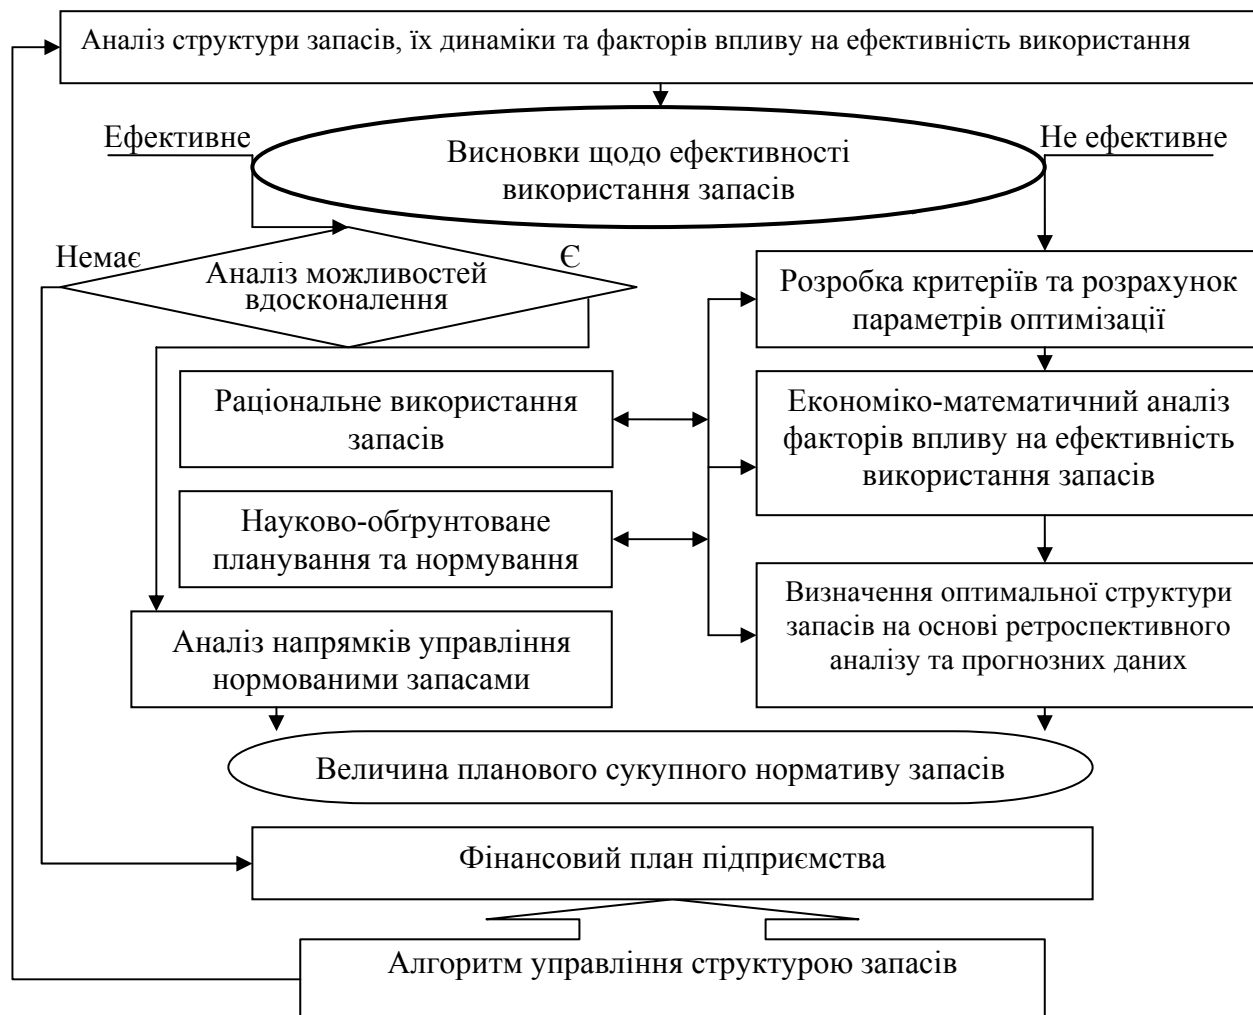 Аналіз структури запасів, їх динаміки та факторів впливу на ефективність використання
Ефективне
Не ефективне
Висновки щодо ефективності
використання запасів
Немає
Є
Аналіз можливостей
вдосконалення
Розробка критеріїв та розрахунок
параметрів оптимізації
Раціональне використання
запасів
Економіко-математичний аналіз
факторів впливу на ефективність
використання запасів
Науково-обґрунтоване
планування та нормування
Визначення оптимальної структури
запасів на основі ретроспективного
аналізу та прогнозних даних
Аналіз напрямків управління
нормованими запасами
Величина планового сукупного нормативу запасів
Фінансовий план підприємства
Алгоритм управління структурою запасів